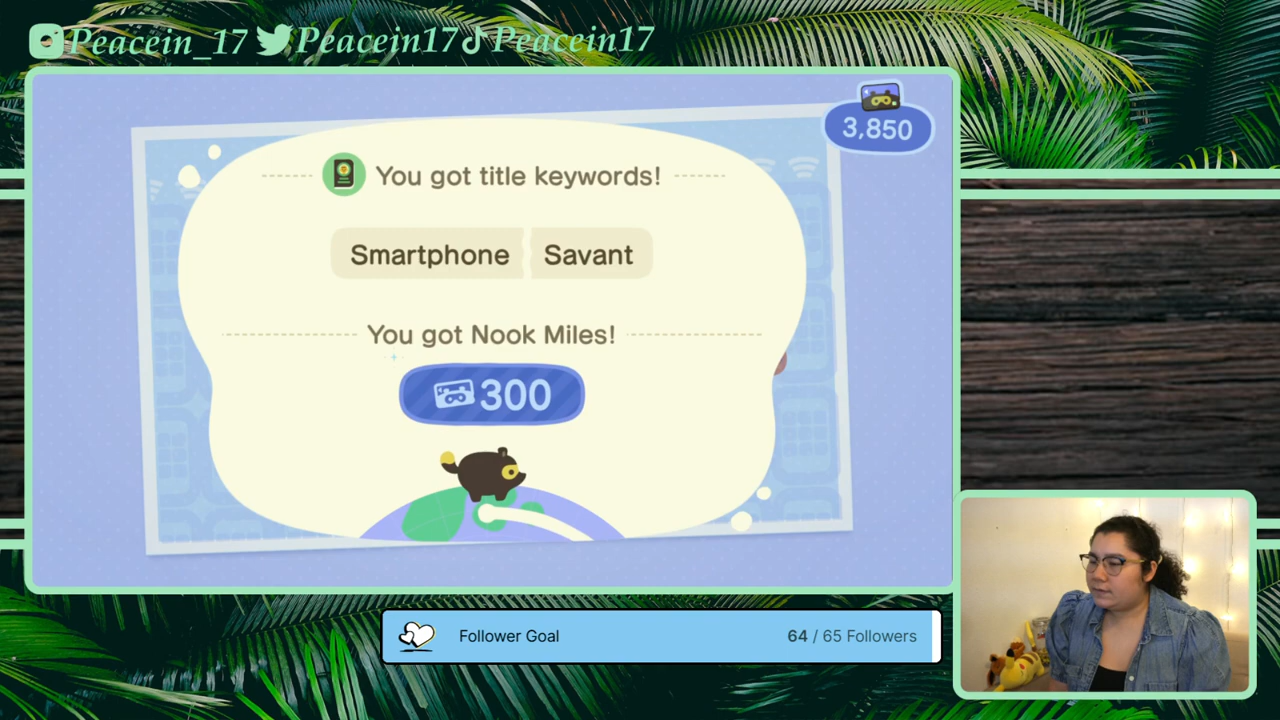 Peacein_17 Peacein17 Peacein17
3,850
You got title keywords!
Smartphone Savant
You got Nook Miles!
300
Follower Goal 64 / 65 Followers